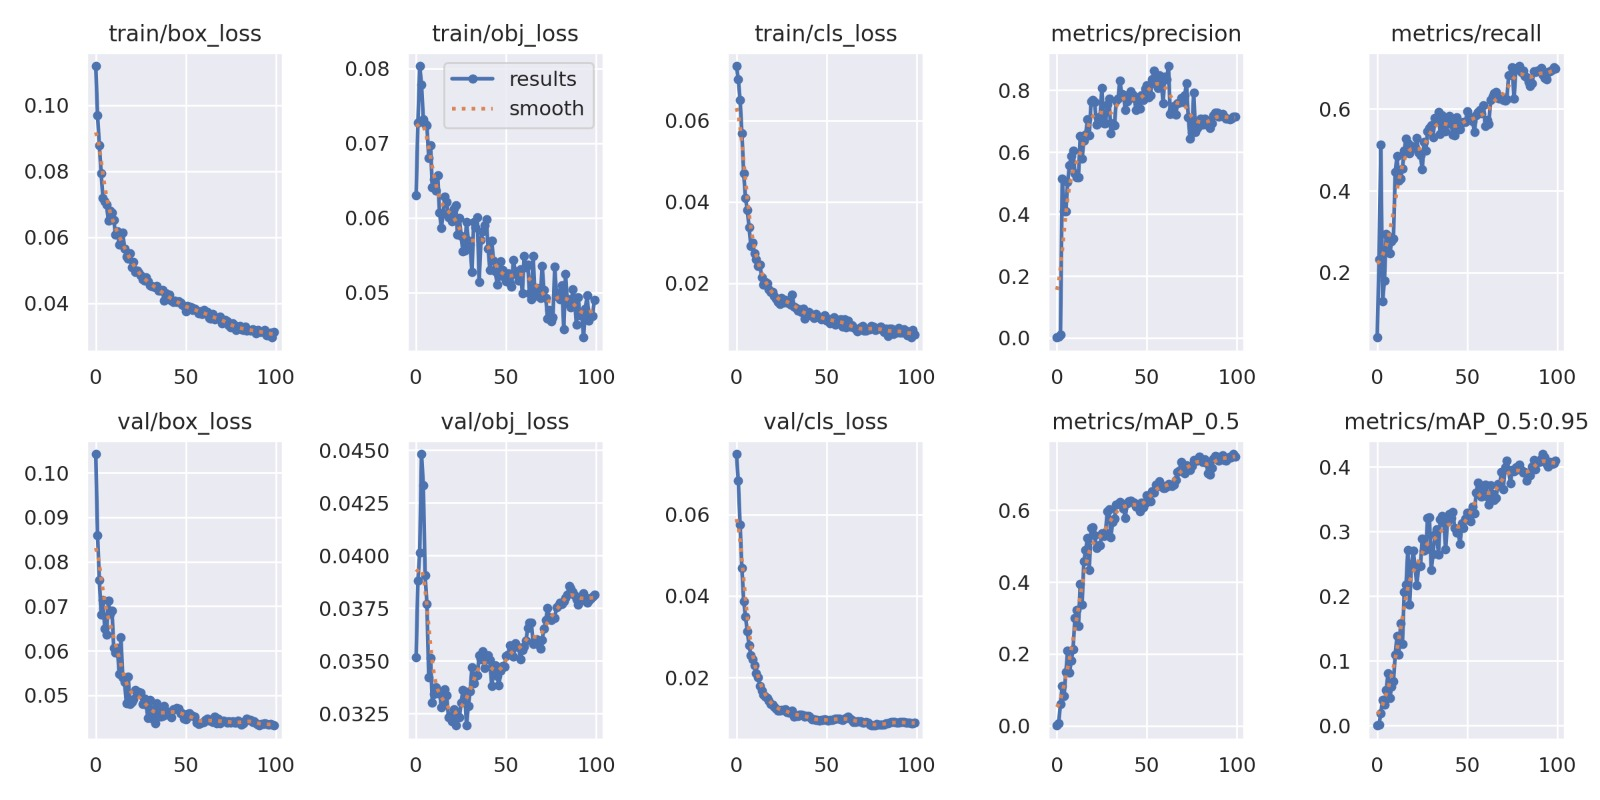 train/box_loss
0.10
0.08
0.06
0.04
0 50 100
train/obj_loss
results
smooth
0.08
0.07
0.06
0.05
0 50 100
train/cls_loss
0.06
0.04
0.02
0 50 100
metrics/precision
0.8
0.6
0.4
0.2
0.0
0 50 100
metrics/recall
0.6
0.4
0.2
0 50 100
val/box_loss
0.10
0.09
0.08
0.07
0.06
0.05
0 50 100
val/obj_loss
0.0450
0.0425
0.0400
0.0375
0.0350
0.0325
0 50 100
val/cls_loss
0.06
0.04
0.02
0 50 100
metrics/mAP_0.5
0.6
0.4
0.2
0.0
0 50 100
metrics/mAP_0.5:0.95
0.4
0.3
0.2
0.1
0.0
0 50 100